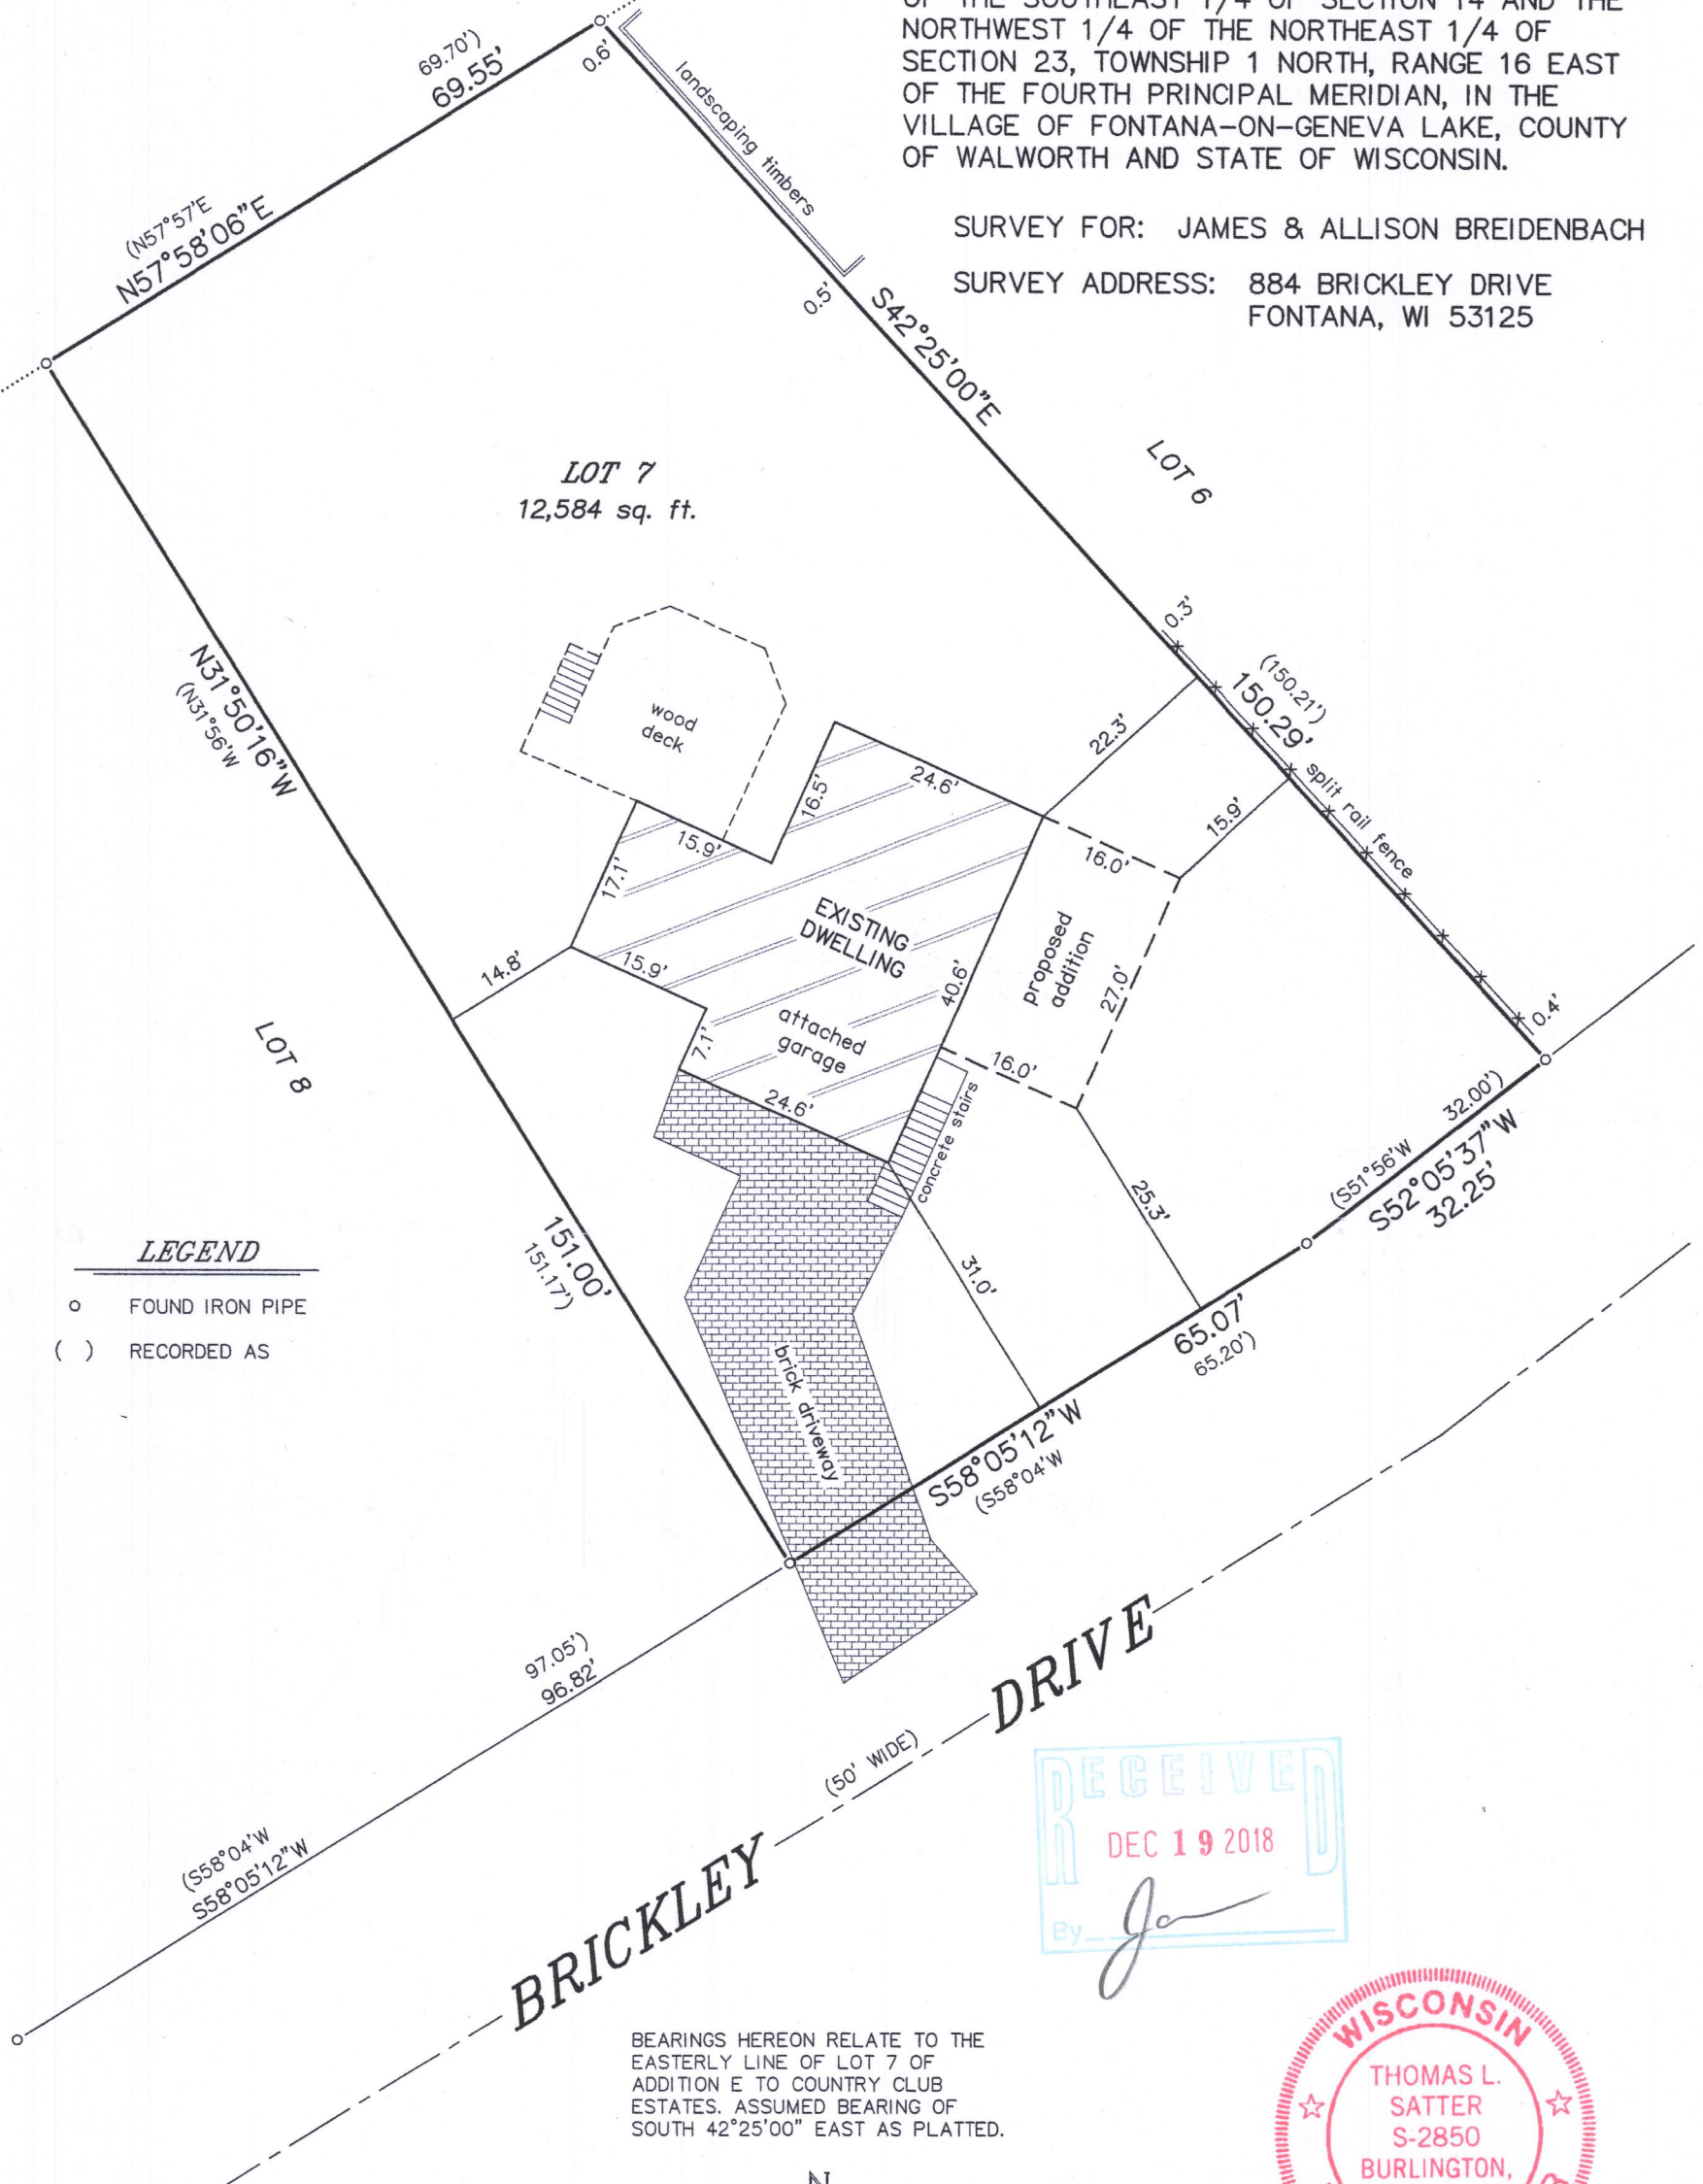 OF THE SOUTHEAST 1/4 OF SECTION 14 AND THE
NORTHWEST 1/4 OF THE NORTHEAST 1/4 OF
SECTION 23, TOWNSHIP 1 NORTH, RANGE 16 EAST
OF THE FOURTH PRINCIPAL MERIDIAN, IN THE
VILLAGE OF FONTANA-ON-GENEVA LAKE, COUNTY
OF WALWORTH AND STATE OF WISCONSIN.
SURVEY FOR: JAMES & ALLISON BREIDENBACH
SURVEY ADDRESS: 884 BRICKLEY DRIVE
FONTANA, WI 53125
69.70')
69.55'
0.6'
landscaping timbers
(N57°57'E
N57°58'06"E
0.5'
S42°25'00"E
LOT 6
LOT 7
12,584 sq. ft.
0.3'
(150.21')
150.29'
split rail fence
0.4'
N31°50'16"W
(N31°56'W
wood
deck
22.3'
15.9'
24.6'
16.5'
15.9'
17.1'
16.0'
EXISTING
DWELLING
proposed
addition
40.6'
27.0'
14.8'
15.9'
attached
garage
7.1'
16.0'
24.6'
concrete stairs
LOT 8
32.00')
(S51°56'W
S52°05'37"W
32.25'
25.3'
31.0'
151.00'
151.17')
65.07'
65.20')
LEGEND
FOUND IRON PIPE
( ) RECORDED AS
brick driveway
S58°05'12"W
(S58°04'W
97.05')
96.82'
(S58°04'W
S58°05'12"W
BRICKLEY
(50' WIDE)
DRIVE
RECEIVED
DEC 19 2018
By
BEARINGS HEREON RELATE TO THE
EASTERLY LINE OF LOT 7 OF
ADDITION E TO COUNTRY CLUB
ESTATES. ASSUMED BEARING OF
SOUTH 42°25'00" EAST AS PLATTED.
N
WISCONSIN
THOMAS L.
SATTER
S-2850
BURLINGTON,